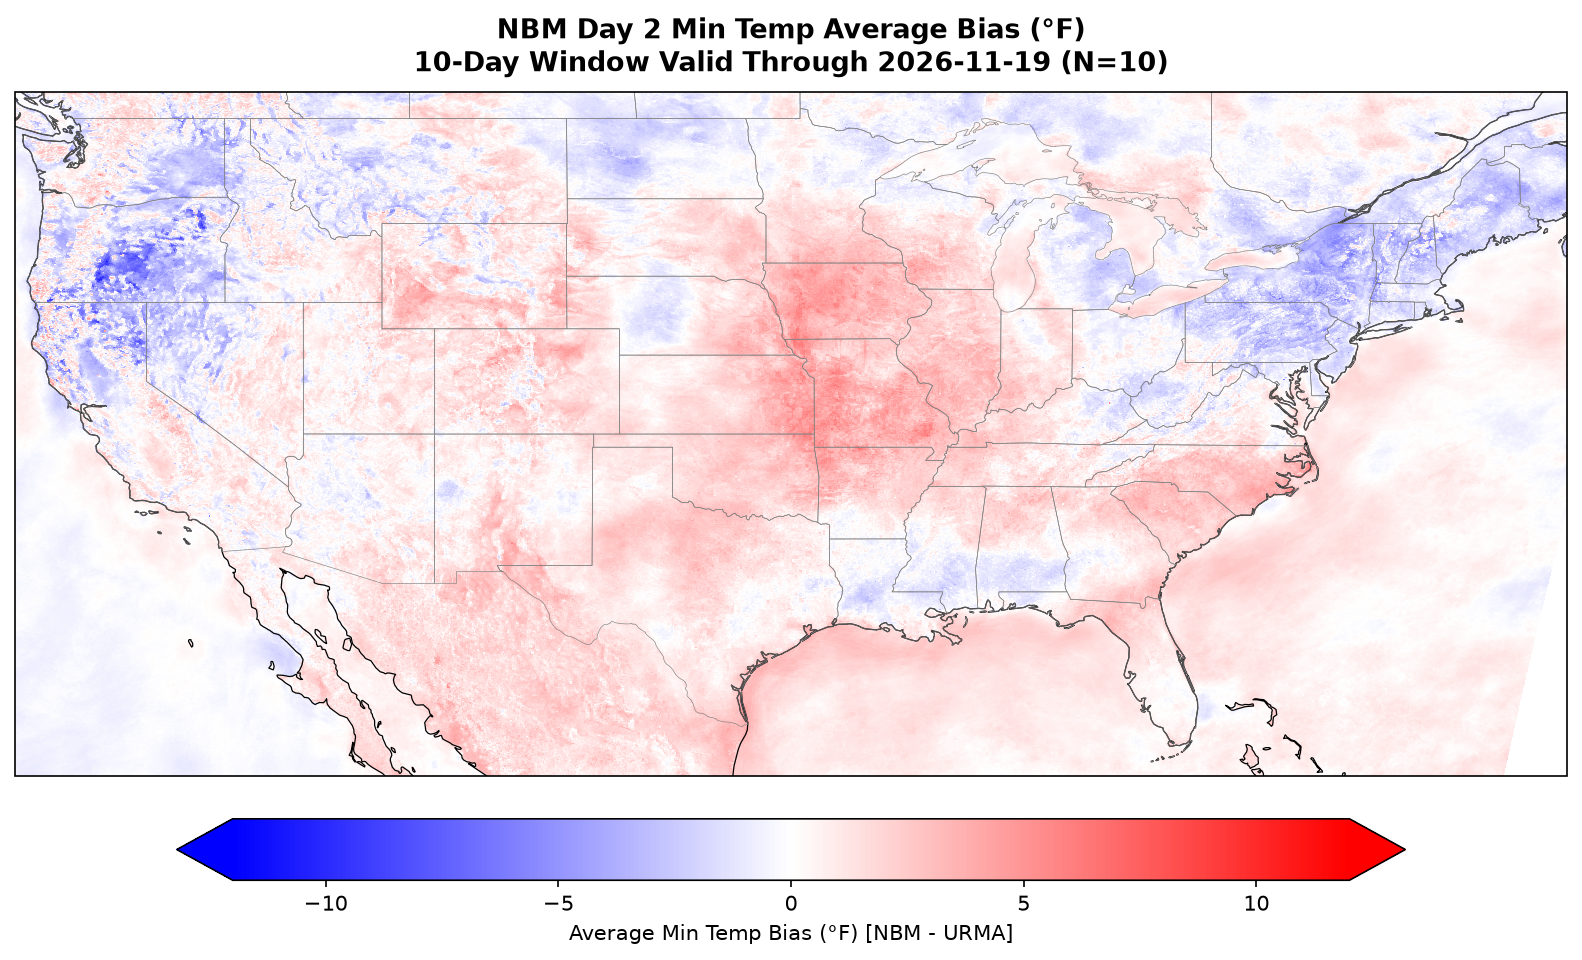 NBM Day 2 Min Temp Average Bias (°F)
10-Day Window Valid Through 2026-11-19 (N=10)
−10 −5 0 5 10
Average Min Temp Bias (°F) [NBM - URMA]